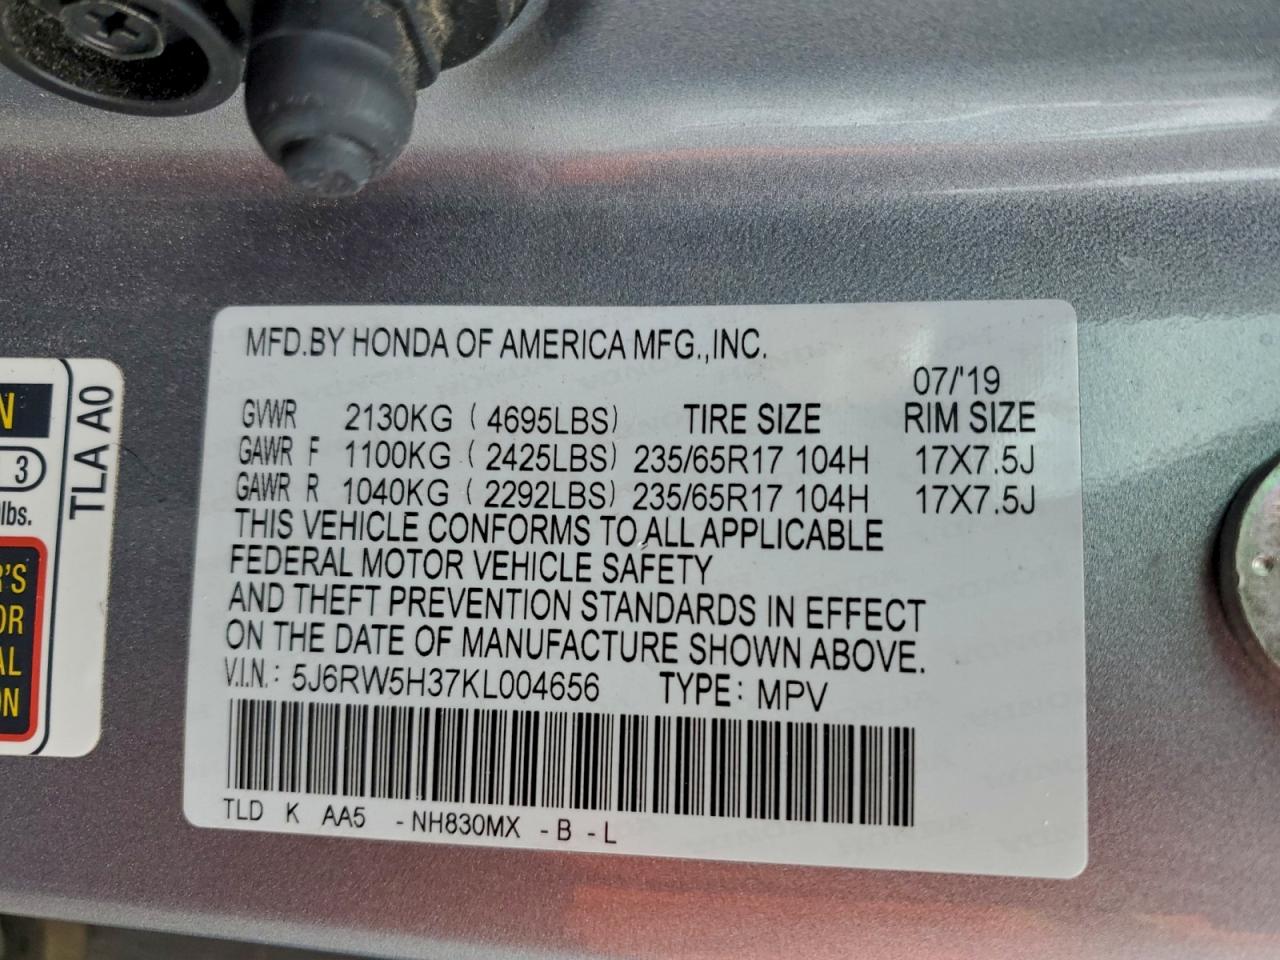 MFD.BY HONDA OF AMERICA MFG.,INC.
07/'19
GVWR 2130KG ( 4695LBS) TIRE SIZE RIM SIZE
GAWR F 1100KG ( 2425LBS) 235/65R17 104H 17X7.5J
GAWR R 1040KG ( 2292LBS) 235/65R17 104H 17X7.5J
THIS VEHICLE CONFORMS TO ALL APPLICABLE
FEDERAL MOTOR VEHICLE SAFETY
AND THEFT PREVENTION STANDARDS IN EFFECT
ON THE DATE OF MANUFACTURE SHOWN ABOVE.
V.I.N.: 5J6RW5H37KL004656 TYPE: MPV
TLD K AA5 -NH830MX -B -L
TLA A0
3
lbs.